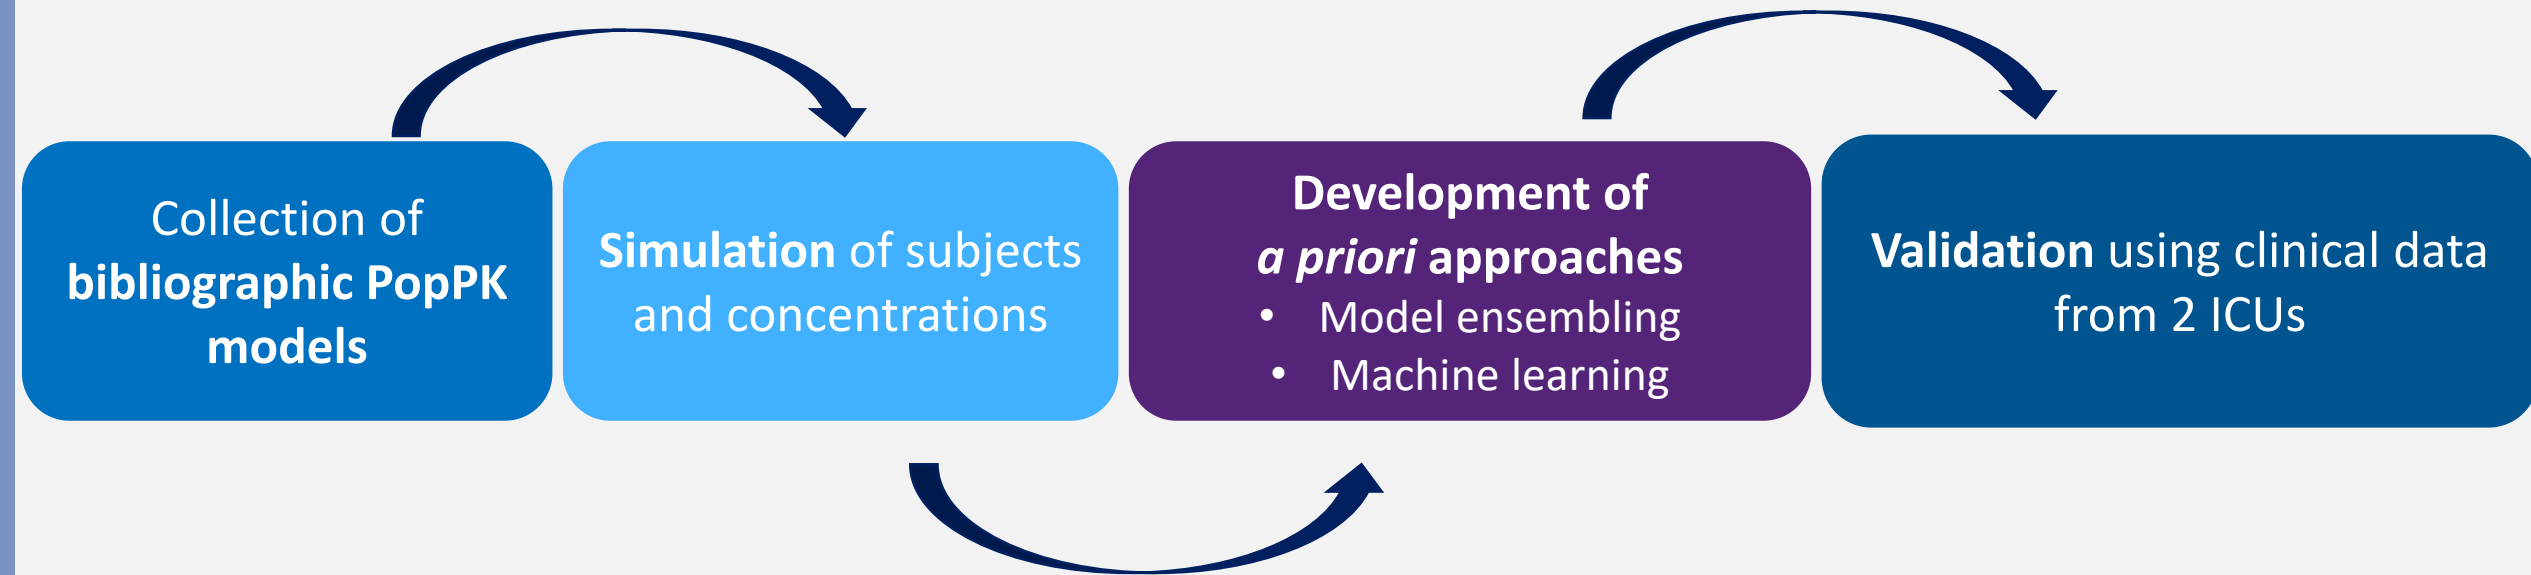 Collection of
bibliographic PopPK
models
Simulation of subjects
and concentrations
Development of
a priori approaches
• Model ensembling
• Machine learning
Validation using clinical data
from 2 ICUs